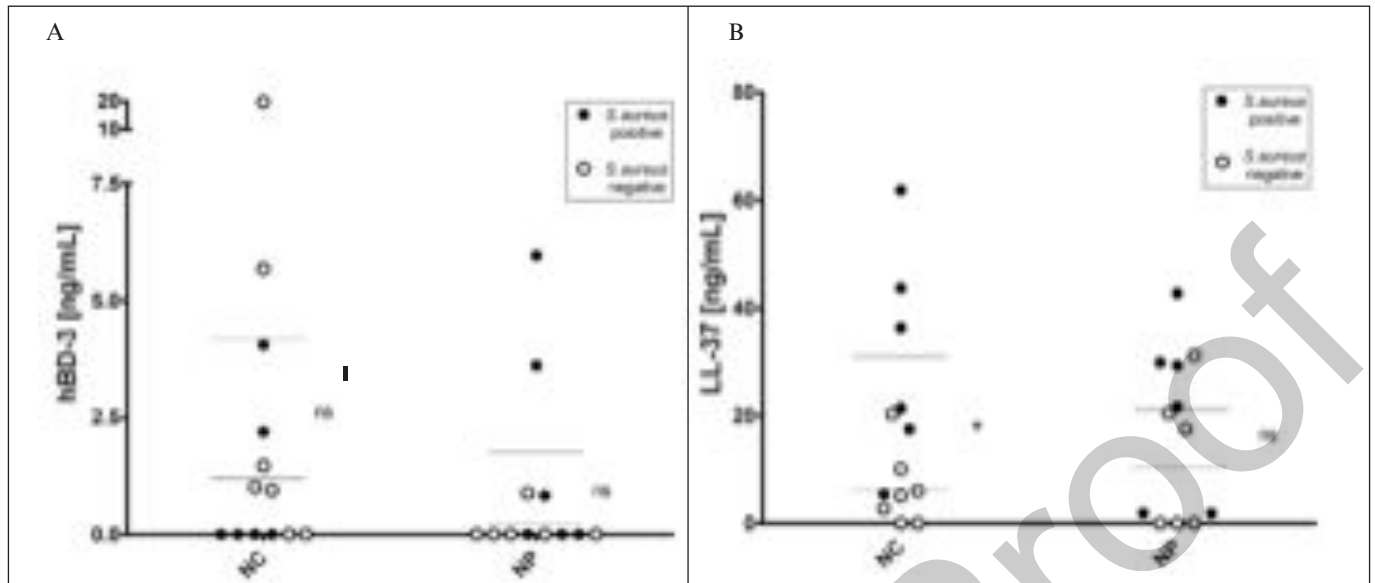 A
20
10
7.5
5.0
2.5
0.0
hBD-3 [ng/mL]
S. aureus
positive
S. aureus
negative
ns
ns
NC
NP
B
80
60
40
20
0
LL-37 [ng/mL]
S. aureus
positive
S. aureus
negative
*
ns
NC
NP
Proof